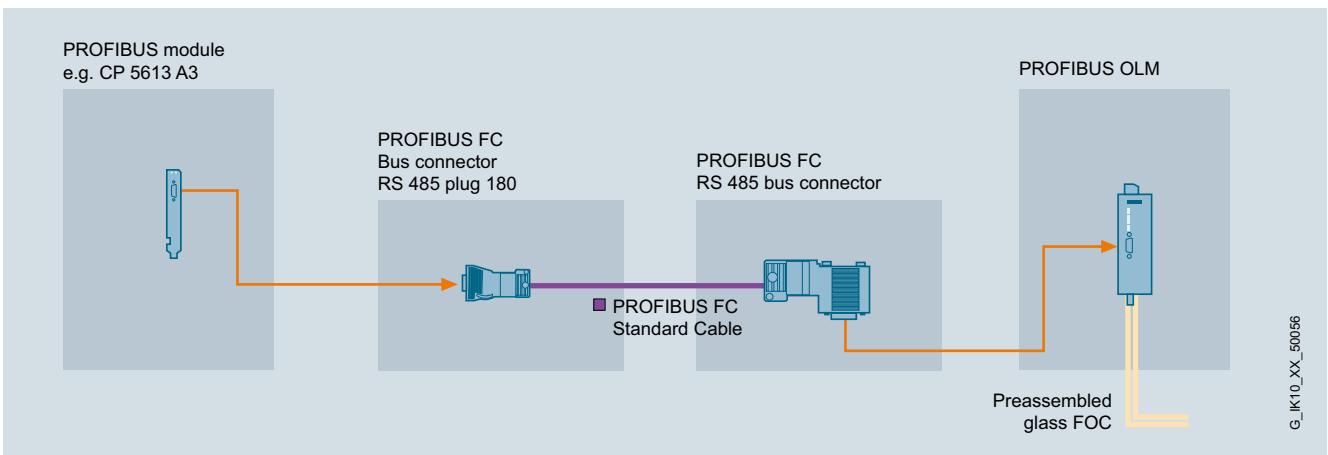 PROFIBUS module
e.g. CP 5613 A3
PROFIBUS FC
Bus connector
RS 485 plug 180
PROFIBUS FC
RS 485 bus connector
PROFIBUS OLM
PROFIBUS FC
Standard Cable
Preassembled
glass FOC
G_IK10_XX_50056